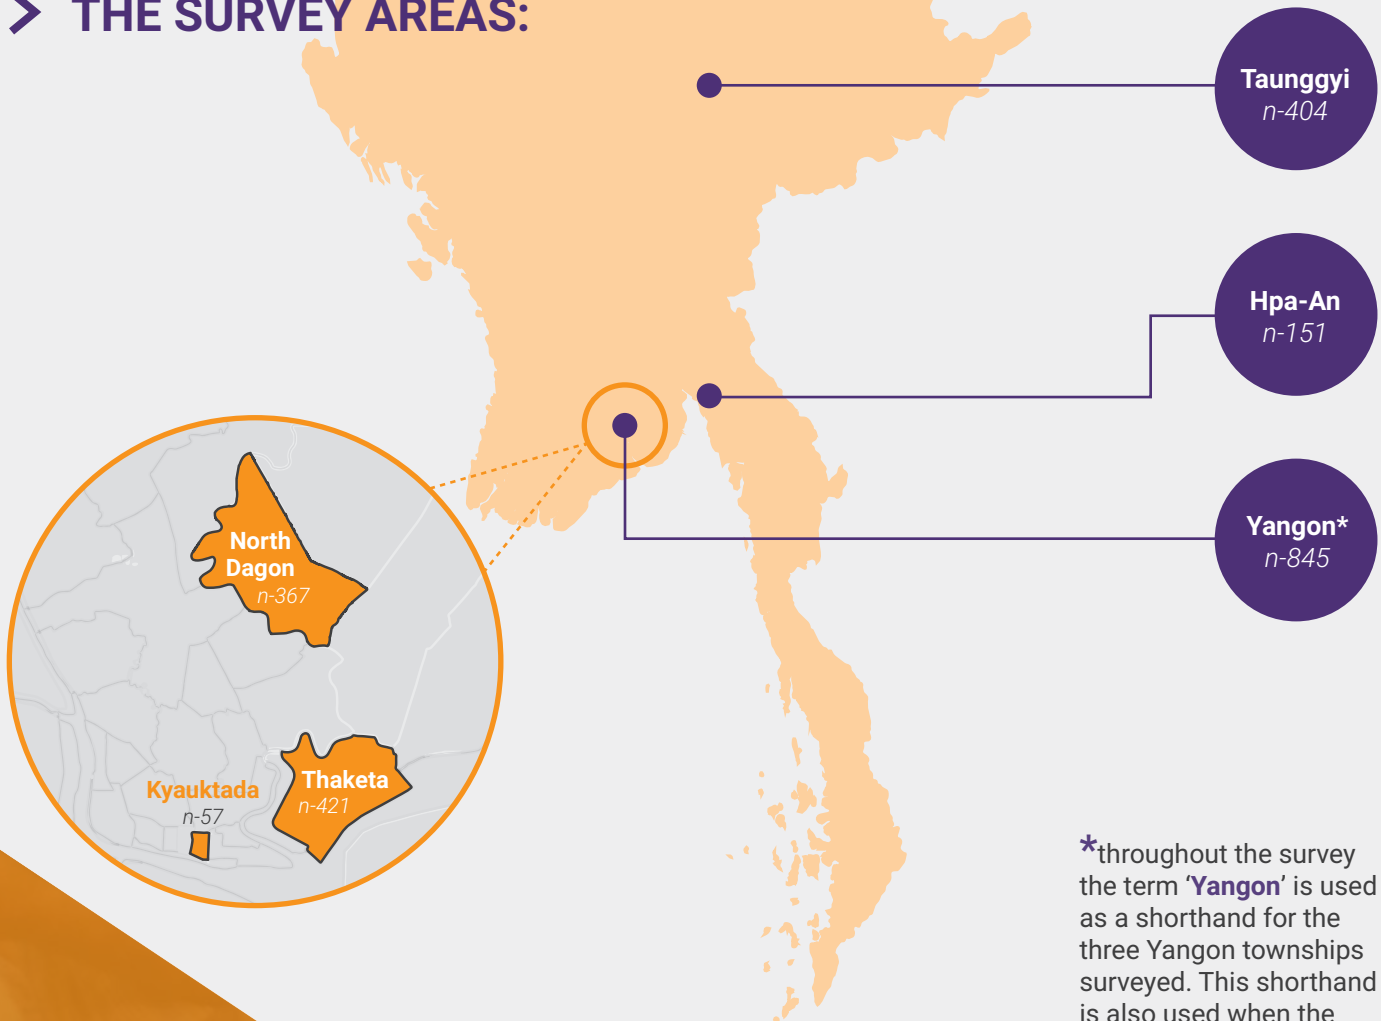 THE SURVEY AREAS:
Taunggyi
n-404
Hpa-An
n-151
Yangon*
n-845
North
Dagon
n-367
Thaketa
n-421
Kyauktada
n-57
*throughout the survey
the term ‘Yangon’ is used
as a shorthand for the
three Yangon townships
surveyed. This shorthand
is also used when the